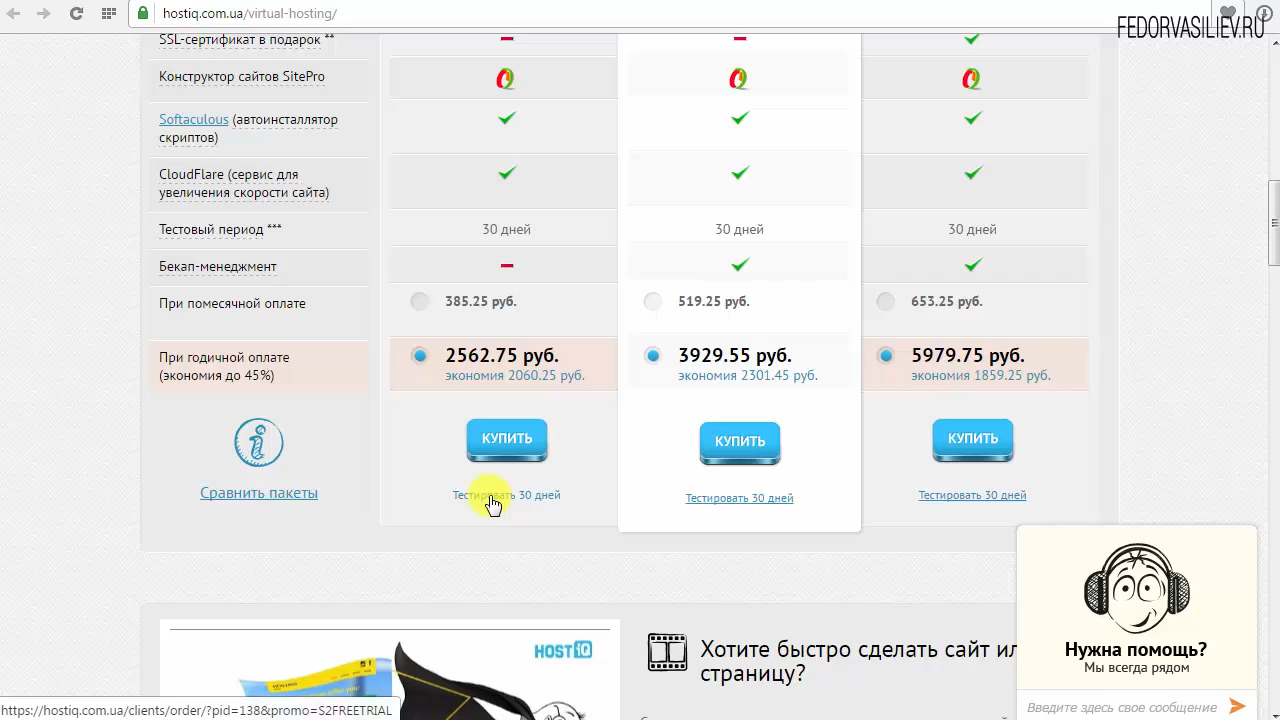 hostiq.com.ua/virtual-hosting/
FEDORVASILIEV.RU
SSL-сертификат в подарок **
Конструктор сайтов SitePro
Softaculous (автоинсталлятор
скриптов)
CloudFlare (сервис для
увеличения скорости сайта)
Тестовый период ***
30 дней
30 дней
30 дней
Бекап-менеджмент
При помесячной оплате
385.25 руб.
519.25 руб.
653.25 руб.
При годичной оплате
(экономия до 45%)
2562.75 руб.
экономия 2060.25 руб.
3929.55 руб.
экономия 2301.45 руб.
5979.75 руб.
экономия 1859.25 руб.
КУПИТЬ
КУПИТЬ
КУПИТЬ
Сравнить пакеты
Тестировать 30 дней
Тестировать 30 дней
Тестировать 30 дней
HOST iQ
Хотите быстро сделать сайт ил
страницу?
Нужна помощь?
Мы всегда рядом
Введите здесь свое сообщение
https://hostiq.com.ua/clients/order/?pid=138&promo=S2FREETRIAL